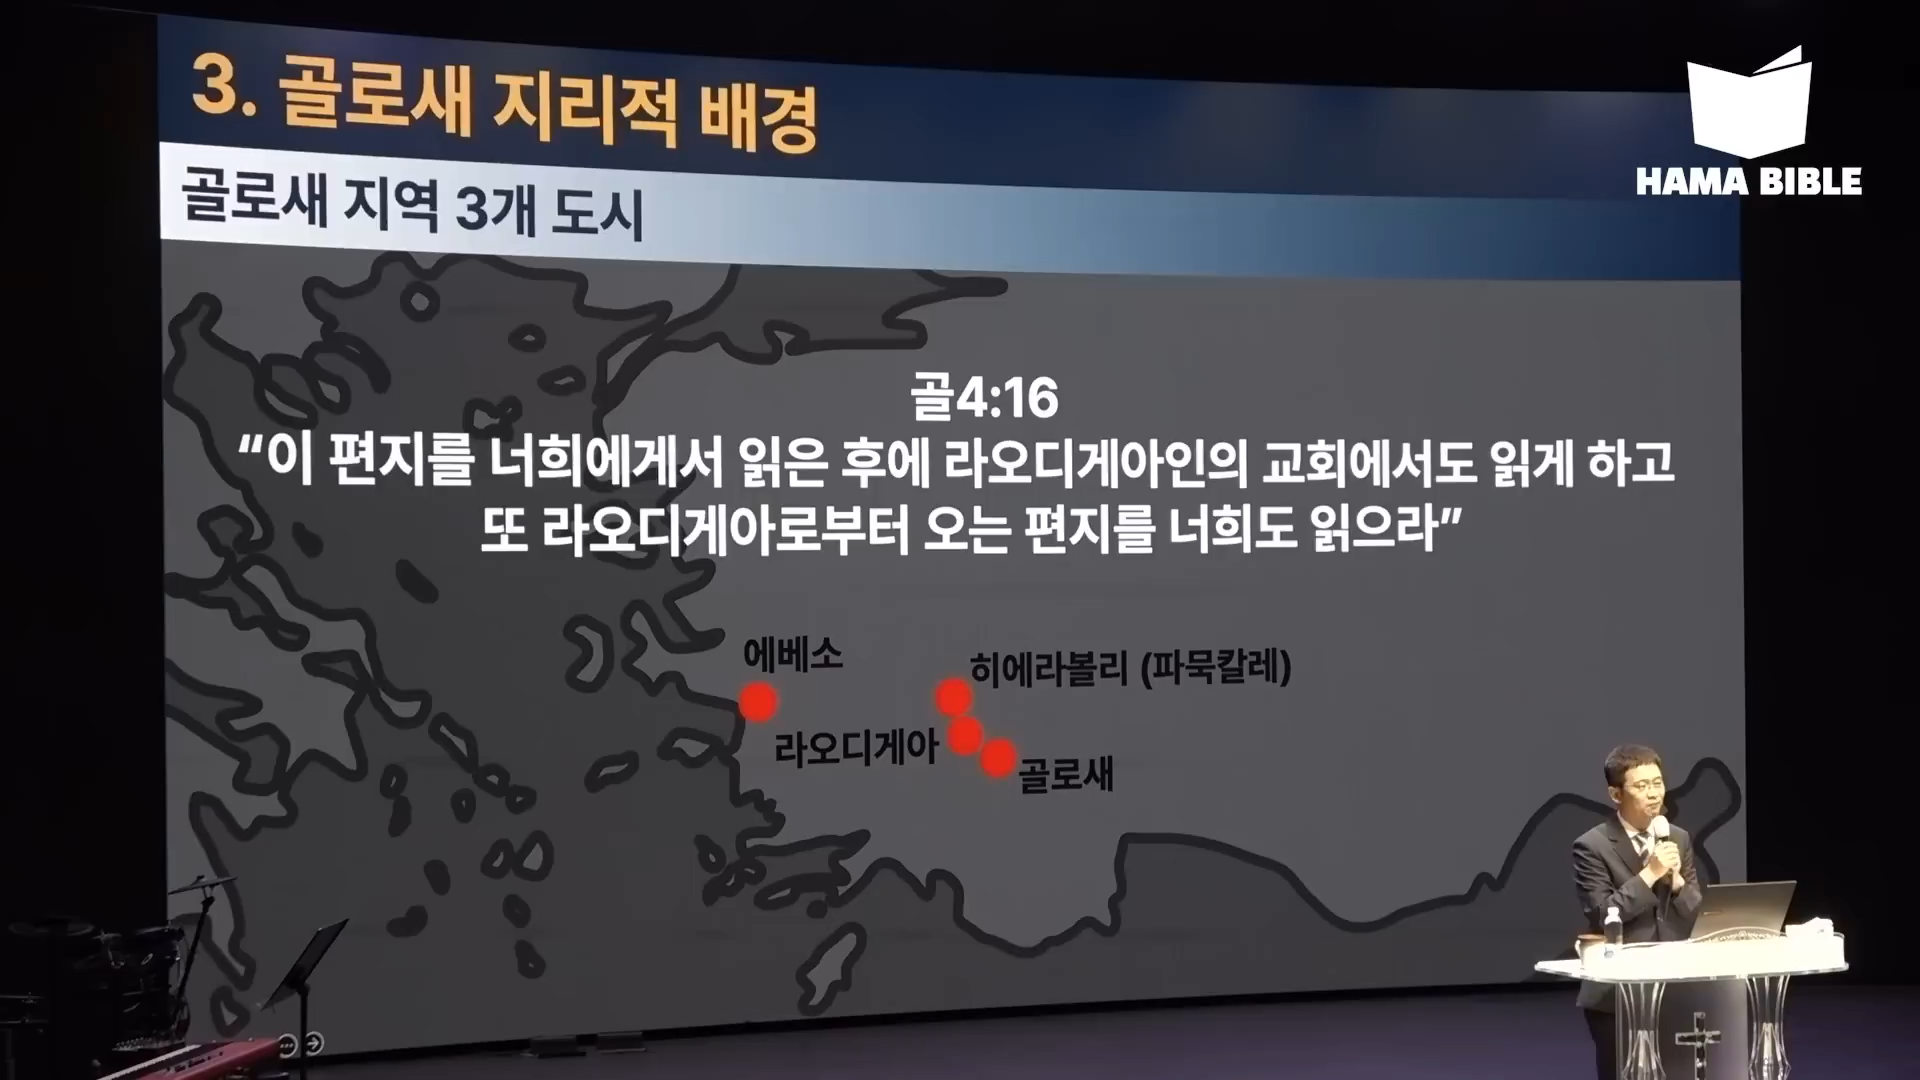 3. 골로새 지리적 배경
HAMA BIBLE
골로새 지역 3개 도시
골4:16
“이 편지를 너희에게서 읽은 후에 라오디게아인의 교회에서도 읽게 하고
또 라오디게아로부터 오는 편지를 너희도 읽으라”
에베소
히에라볼리 (파묵칼레)
라오디게아
골로새